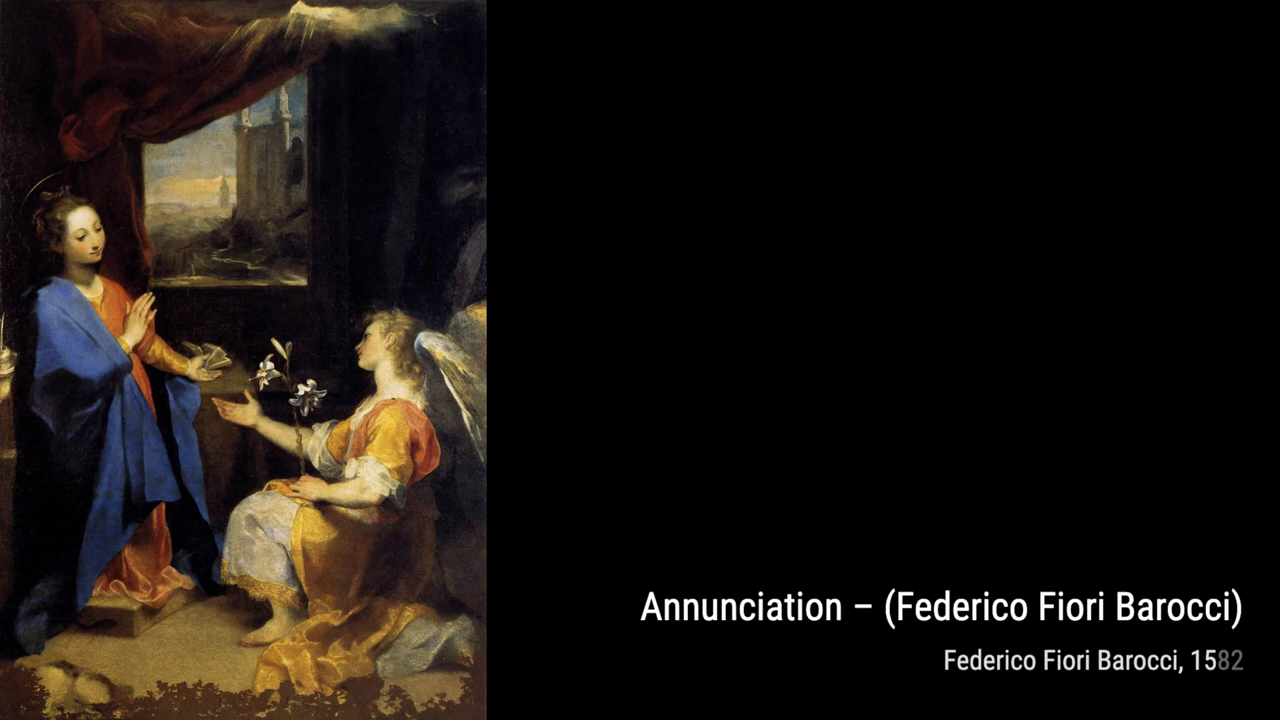 Annunciation – (Federico Fiori Barocci)
Federico Fiori Barocci, 1582